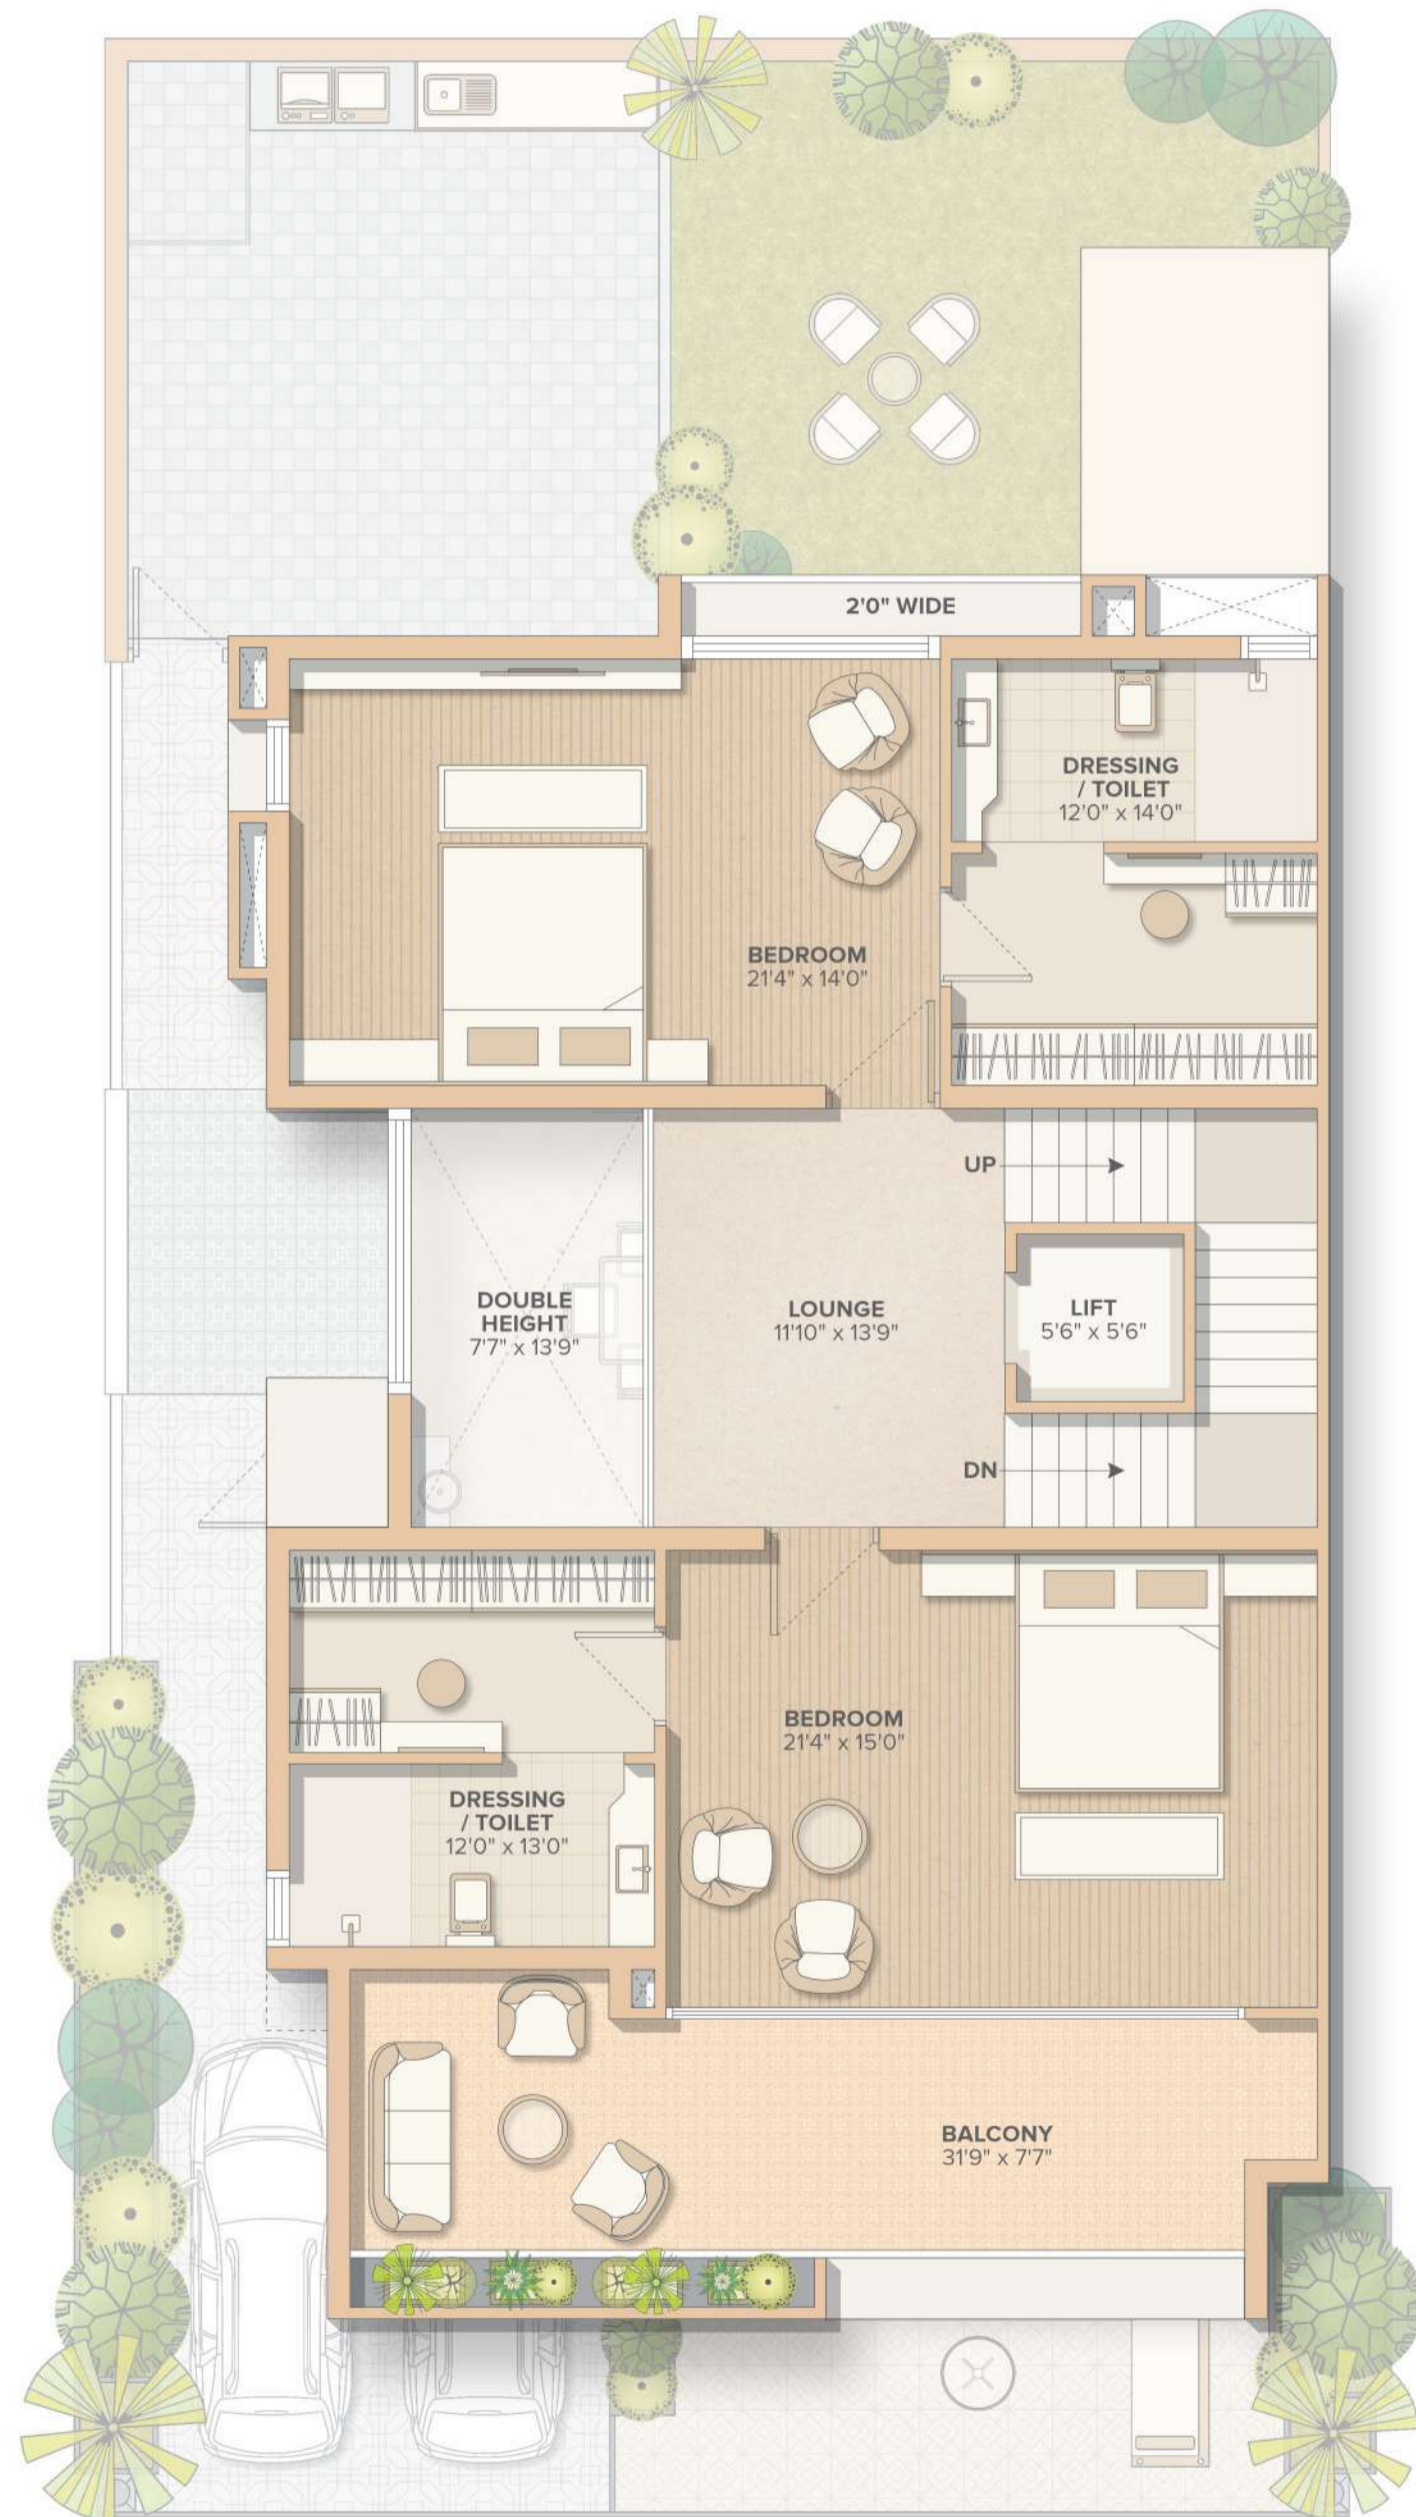 2'0" WIDE
DRESSING
/ TOILET
12'0" x 14'0"
BEDROOM
21'4" x 14'0"
UP
DOUBLE
HEIGHT
7'7" x 13'9"
LOUNGE
11'10" x 13'9"
LIFT
5'6" x 5'6"
DN
BEDROOM
21'4" x 15'0"
DRESSING
/ TOILET
12'0" x 13'0"
BALCONY
31'9" x 7'7"